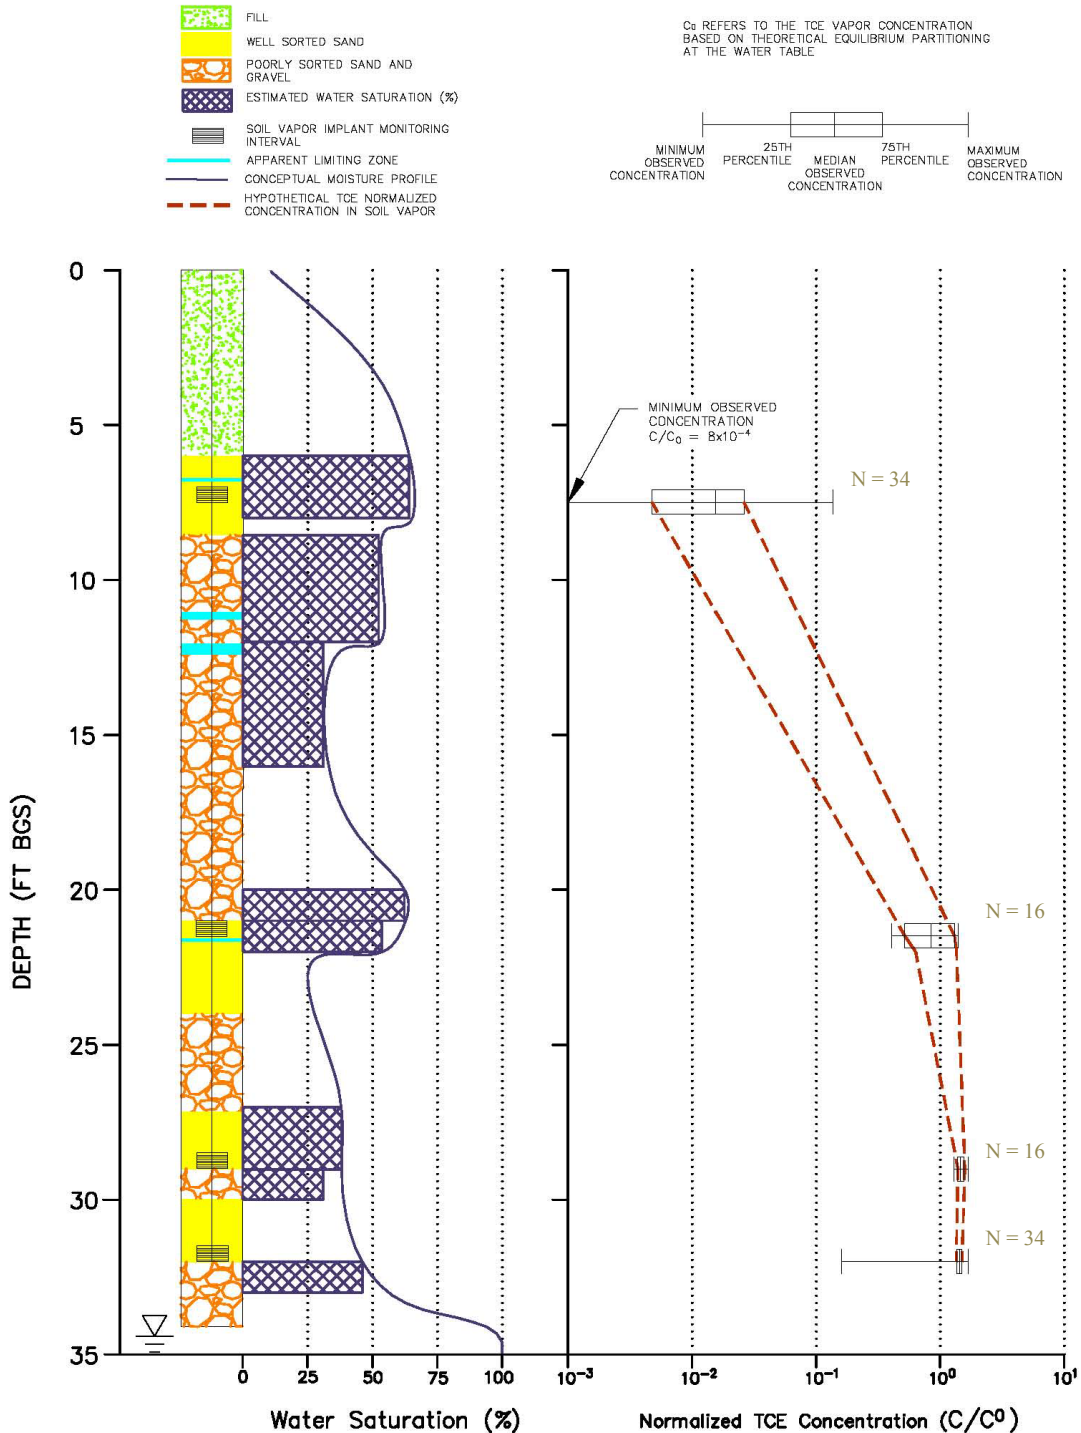 FILL
WELL SORTED SAND
POORLY SORTED SAND AND
GRAVEL
ESTIMATED WATER SATURATION (%)
SOIL VAPOR IMPLANT MONITORING
INTERVAL
APPARENT LIMITING ZONE
CONCEPTUAL MOISTURE PROFILE
HYPOTHETICAL TCE NORMALIZED
CONCENTRATION IN SOIL VAPOR
C₀ REFERS TO THE TCE VAPOR CONCENTRATION
BASED ON THEORETICAL EQUILIBRIUM PARTITIONING
AT THE WATER TABLE
MINIMUM
OBSERVED
CONCENTRATION
25TH
PERCENTILE
MEDIAN
OBSERVED
CONCENTRATION
75TH
PERCENTILE
MAXIMUM
OBSERVED
CONCENTRATION
0
5
10
15
20
25
30
35
DEPTH (FT BGS)
0 25 50 75 100
Water Saturation (%)
MINIMUM OBSERVED
CONCENTRATION
C/C₀ = 8x10⁻⁴
N = 34
N = 16
N = 16
N = 34
10⁻³ 10⁻² 10⁻¹ 10⁰ 10¹
Normalized TCE Concentration (C/C⁰)